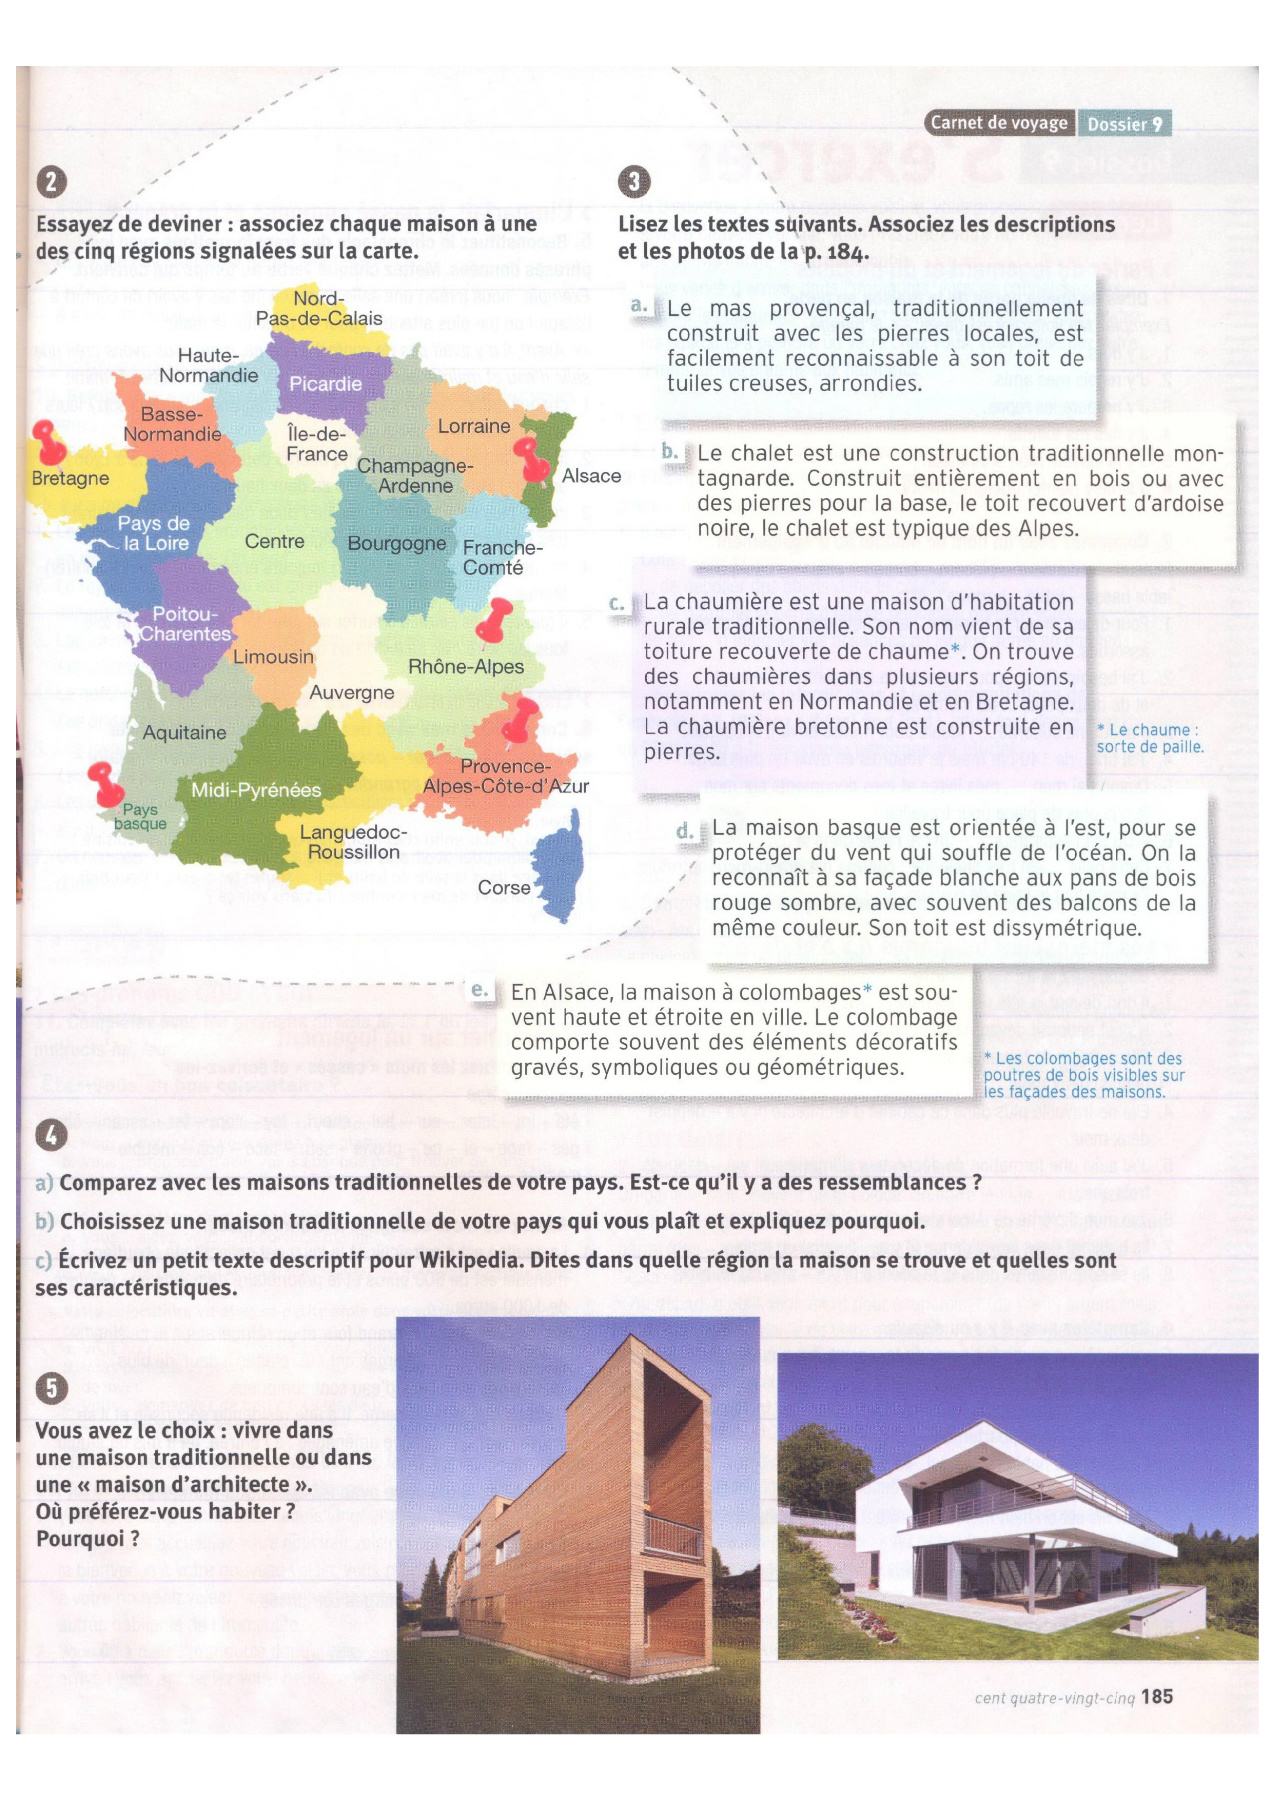 Carnet de voyage Dossier 9
2
Essayez de deviner : associez chaque maison à une
des cinq régions signalées sur la carte.
Nord-
Pas-de-Calais
Haute-
Normandie
Picardie
Basse-
Normandie
Île-de-
France
Lorraine
Champagne-
Ardenne
Alsace
Bretagne
Pays de
la Loire
Centre
Bourgogne
Franche-
Comté
Poitou-
Charentes
Limousin
Rhône-Alpes
Auvergne
Aquitaine
Provence-
Alpes-Côte-d'Azur
Midi-Pyrénées
Pays
basque
Languedoc-
Roussillon
Corse
3
Lisez les textes suivants. Associez les descriptions
et les photos de la p. 184.
a. Le mas provençal, traditionnellement
construit avec des pierres locales, est
facilement reconnaissable à son toit de
tuiles creuses, arrondies.
b. Le chalet est une construction traditionnelle mon-
tagnarde. Construit entièrement en bois ou avec
des pierres pour la base, le toit recouvert d'ardoise
noire, le chalet est typique des Alpes.
c. La chaumière est une maison d'habitation
rurale traditionnelle. Son nom vient de sa
toiture recouverte de chaume*. On trouve
des chaumières dans plusieurs régions,
notamment en Normandie et en Bretagne.
La chaumière bretonne est construite en
pierres.
* Le chaume :
sorte de paille.
d. La maison basque est orientée à l'est, pour se
protéger du vent qui souffle de l'océan. On la
reconnaît à sa façade blanche aux pans de bois
rouge sombre, avec souvent des balcons de la
même couleur. Son toit est dissymétrique.
e. En Alsace, la maison à colombages* est sou-
vent haute et étroite en ville. Le colombage
comporte souvent des éléments décoratifs
gravés, symboliques ou géométriques.
* Les colombages sont des
poutres de bois visibles sur
les façades des maisons.
4
a) Comparez avec les maisons traditionnelles de votre pays. Est-ce qu'il y a des ressemblances ?
b) Choisissez une maison traditionnelle de votre pays qui vous plaît et expliquez pourquoi.
c) Écrivez un petit texte descriptif pour Wikipedia. Dites dans quelle région la maison se trouve et quelles sont
ses caractéristiques.
5
Vous avez le choix : vivre dans
une maison traditionnelle ou dans
une « maison d'architecte ».
Où préférez-vous habiter ?
Pourquoi ?
cent quatre-vingt-cinq 185